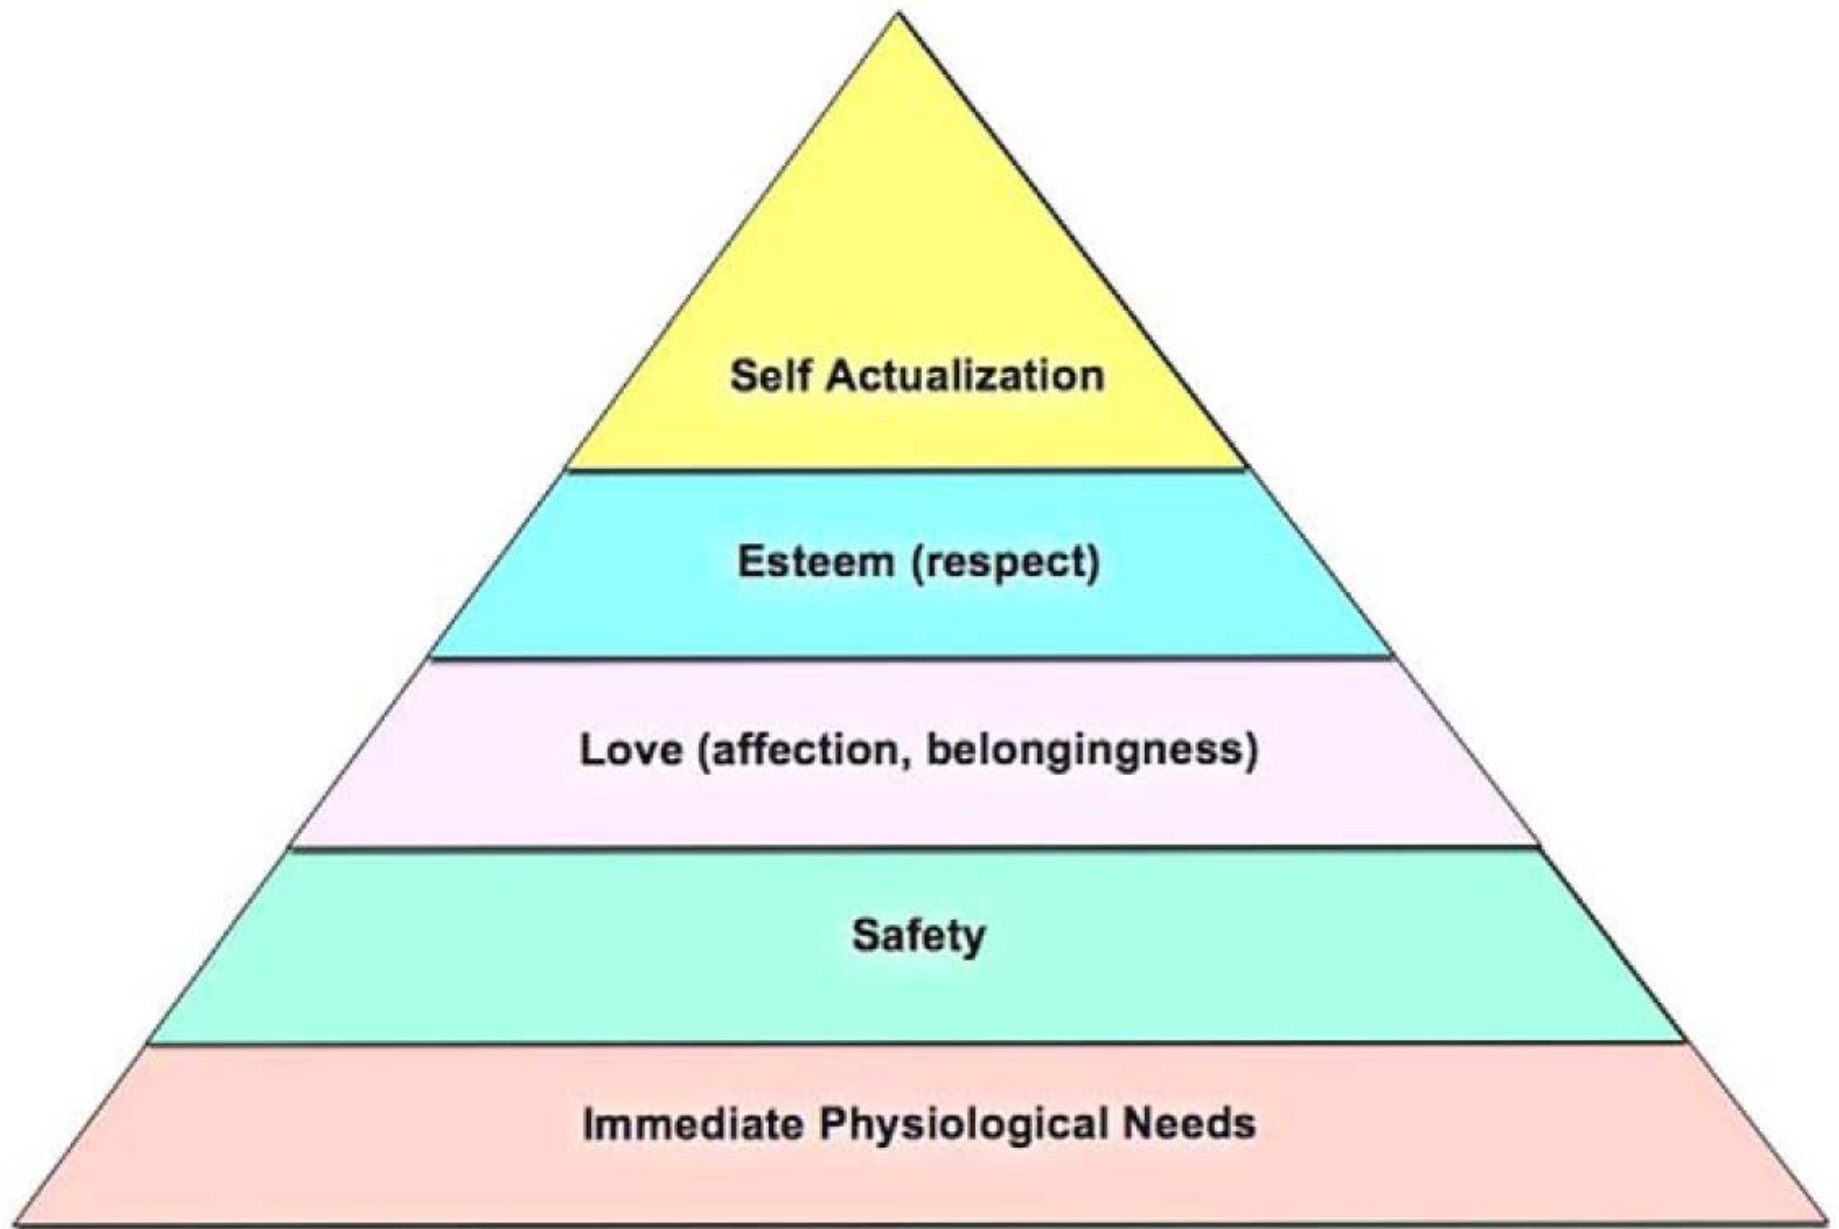 Self Actualization
Esteem (respect)
Love (affection, belongingness)
Safety
Immediate Physiological Needs